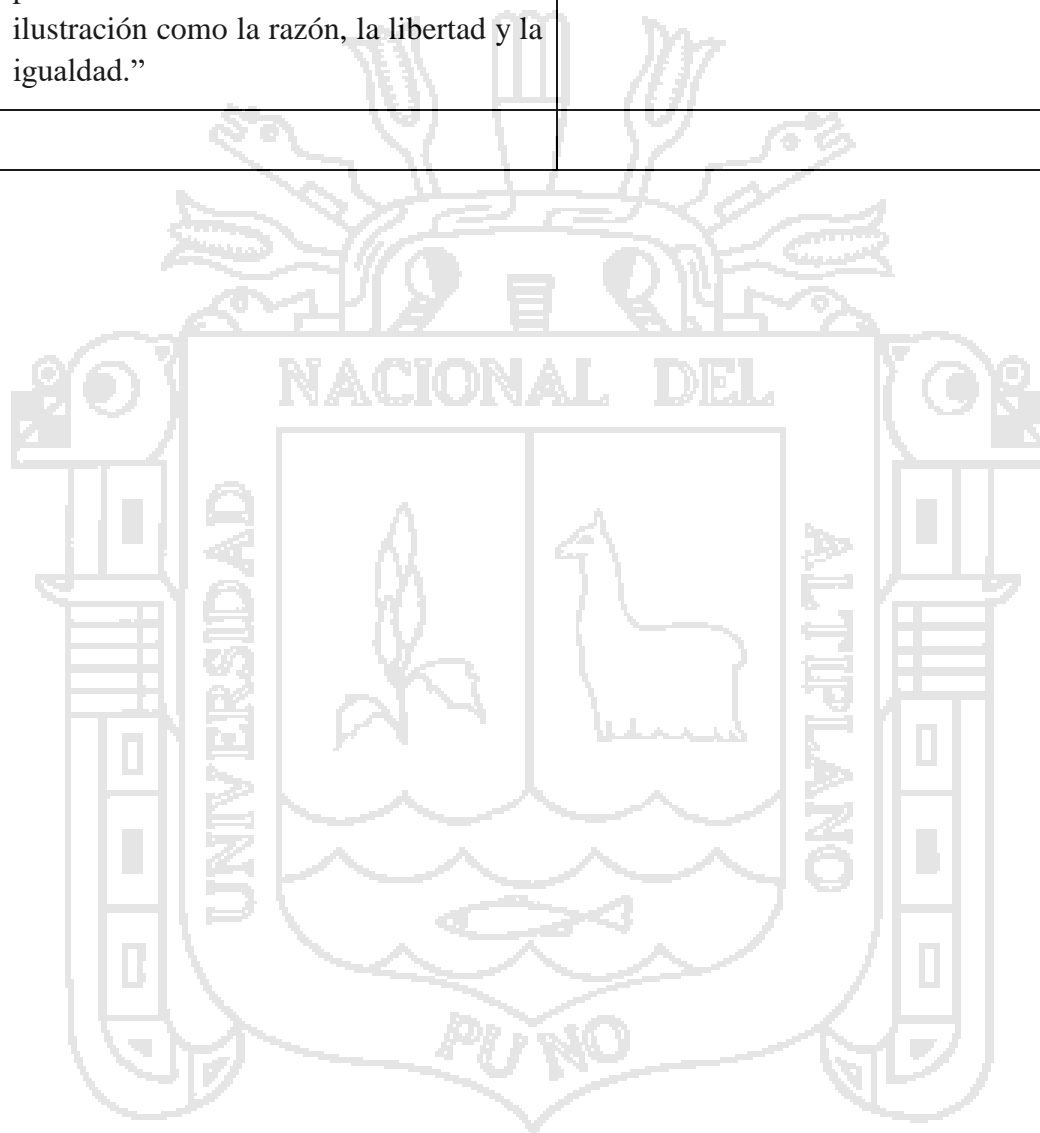 ilustración como la razón, la libertad y la
igualdad.”
NACIONAL DEL
UNIVERSIDAD
ALTIPLANO
PUNO